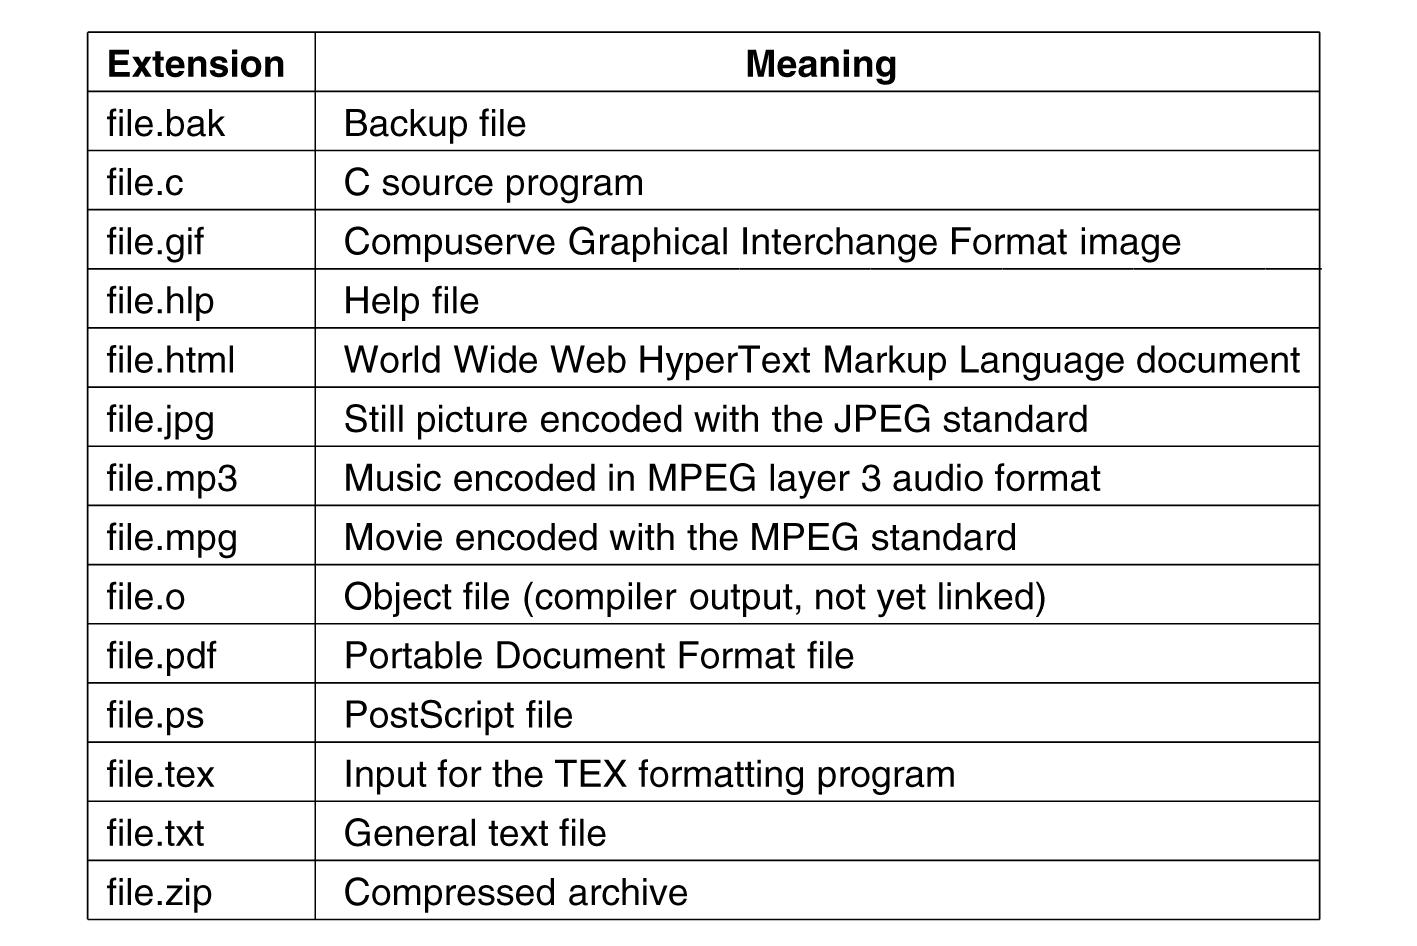 Extension Meaning
file.bak Backup file
file.c C source program
file.gif Compuserve Graphical Interchange Format image
file.hlp Help file
file.html World Wide Web HyperText Markup Language document
file.jpg Still picture encoded with the JPEG standard
file.mp3 Music encoded in MPEG layer 3 audio format
file.mpg Movie encoded with the MPEG standard
file.o Object file (compiler output, not yet linked)
file.pdf Portable Document Format file
file.ps PostScript file
file.tex Input for the TEX formatting program
file.txt General text file
file.zip Compressed archive